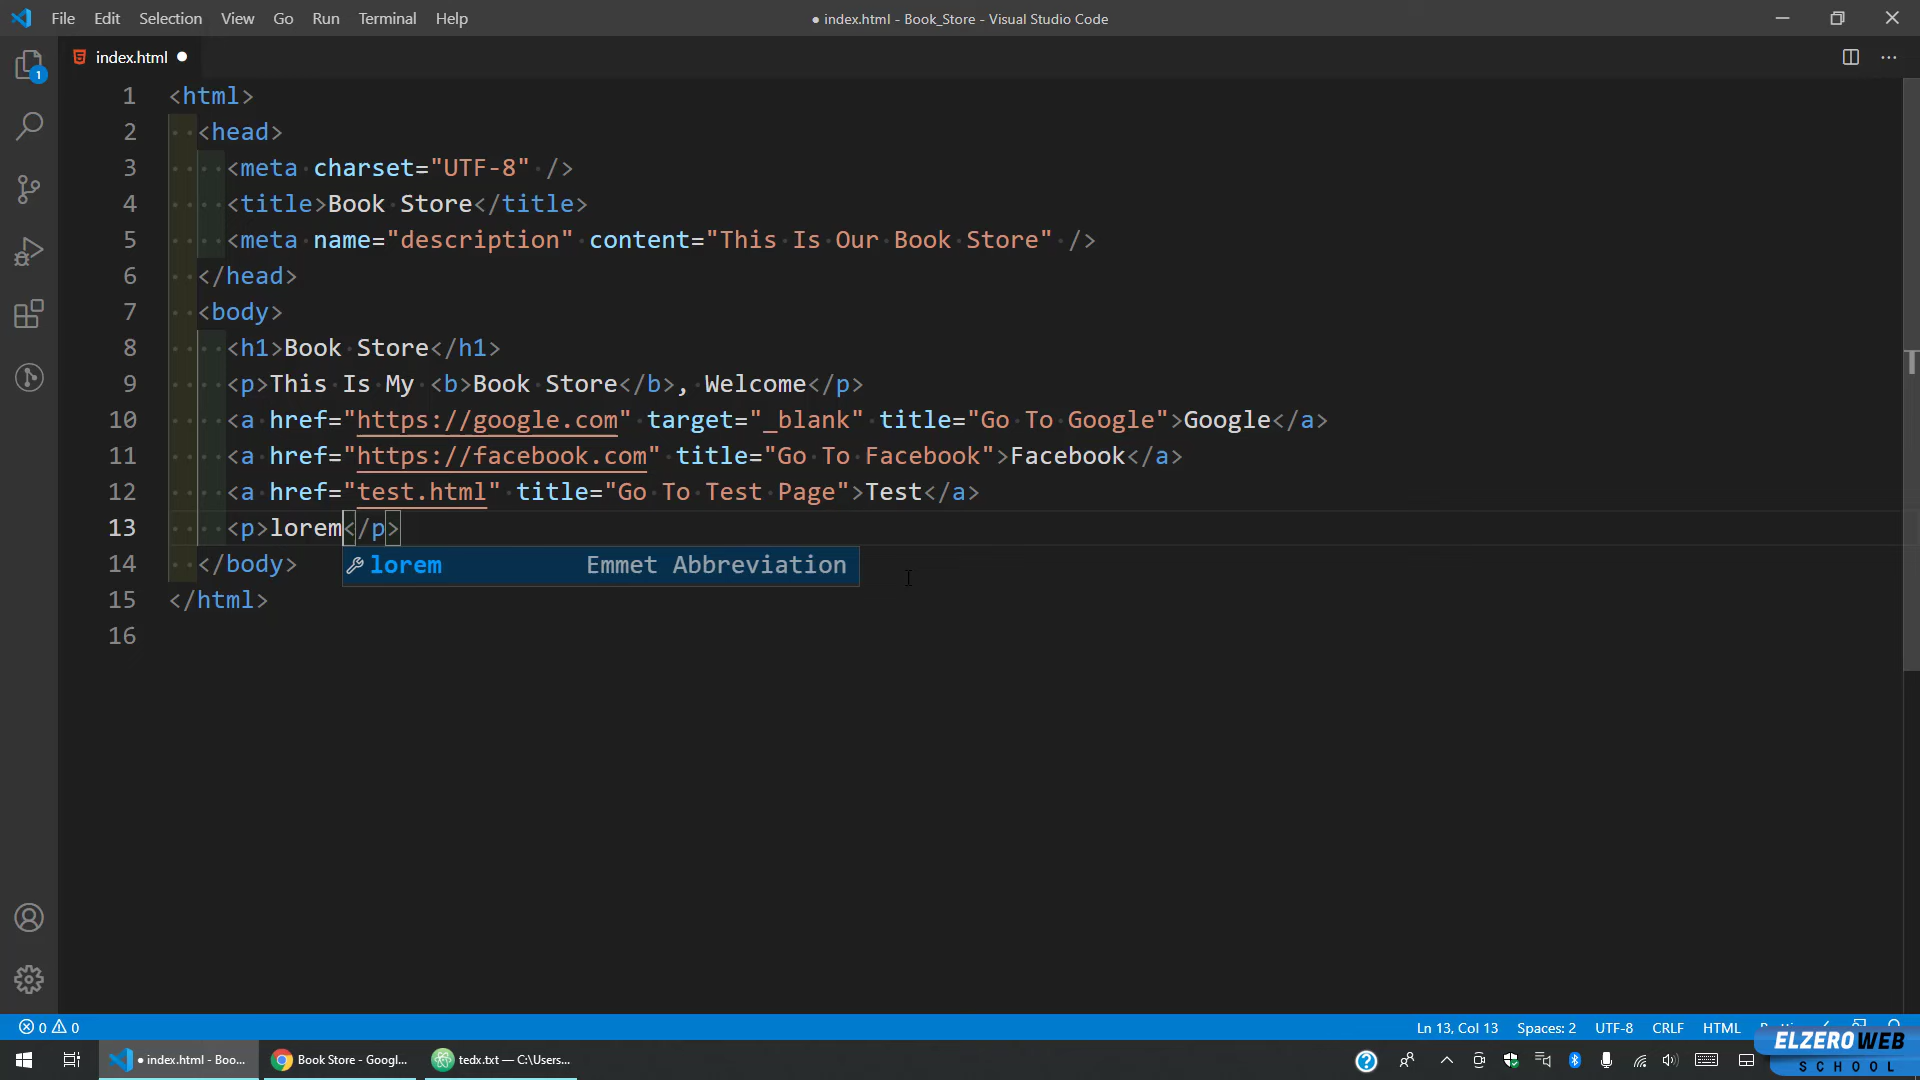 File Edit Selection View Go Run Terminal Help
● index.html - Book_Store - Visual Studio Code
index.html ●
1 <html>
2 <head>
3 <meta charset="UTF-8" />
4 <title>Book Store</title>
5 <meta name="description" content="This Is Our Book Store" />
6 </head>
7 <body>
8 <h1>Book Store</h1>
9 <p>This Is My <b>Book Store</b>, Welcome</p>
10 <a href="https://google.com" target="_blank" title="Go To Google">Google</a>
11 <a href="https://facebook.com" title="Go To Facebook">Facebook</a>
12 <a href="test.html" title="Go To Test Page">Test</a>
13 <p>lorem</p>
lorem Emmet Abbreviation
14 </body>
15 </html>
16
1
0 0
Ln 13, Col 13 Spaces: 2 UTF-8 CRLF HTML
● index.html - Boo...
Book Store - Googl...
tedx.txt — C:\Users...
ELZEROWEB
SCHOOL